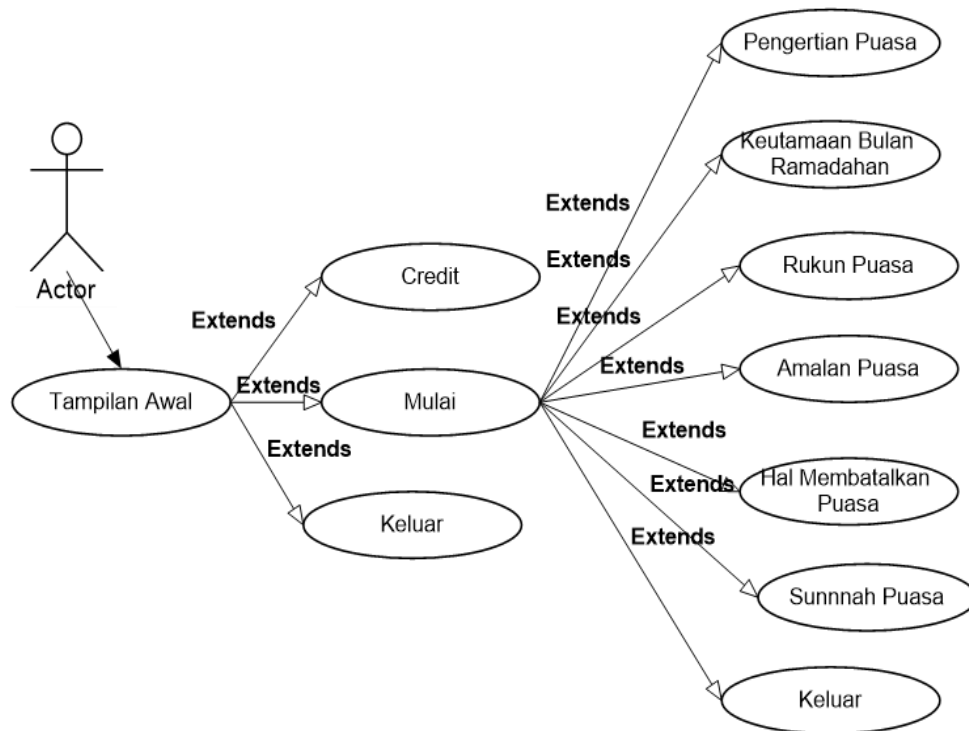 Pengertian Puasa
Keutamaan Bulan
Ramadahan
Extends
Extends
Rukun Puasa
Credit
Actor
Extends
Extends
Extends
Amalan Puasa
Extends
Tampilan Awal
Mulai
Extends
Extends
Hal Membatalkan
Puasa
Extends
Keluar
Extends
Sunnnah Puasa
Keluar